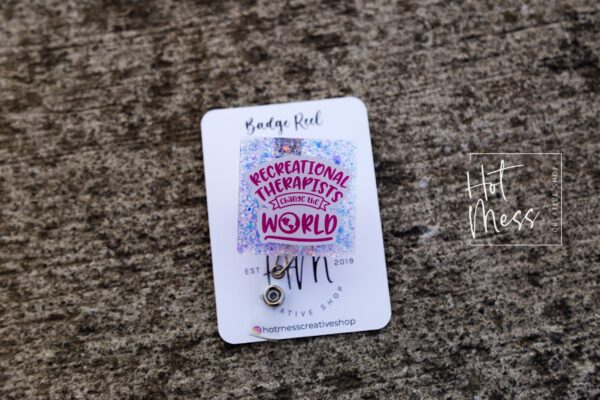 Badge Reel
RECREATIONAL
THERAPISTS
change the
WORLD
EST 2019
@hotmesscreativeshop
Hot
Mess
CREATIVE SHOP